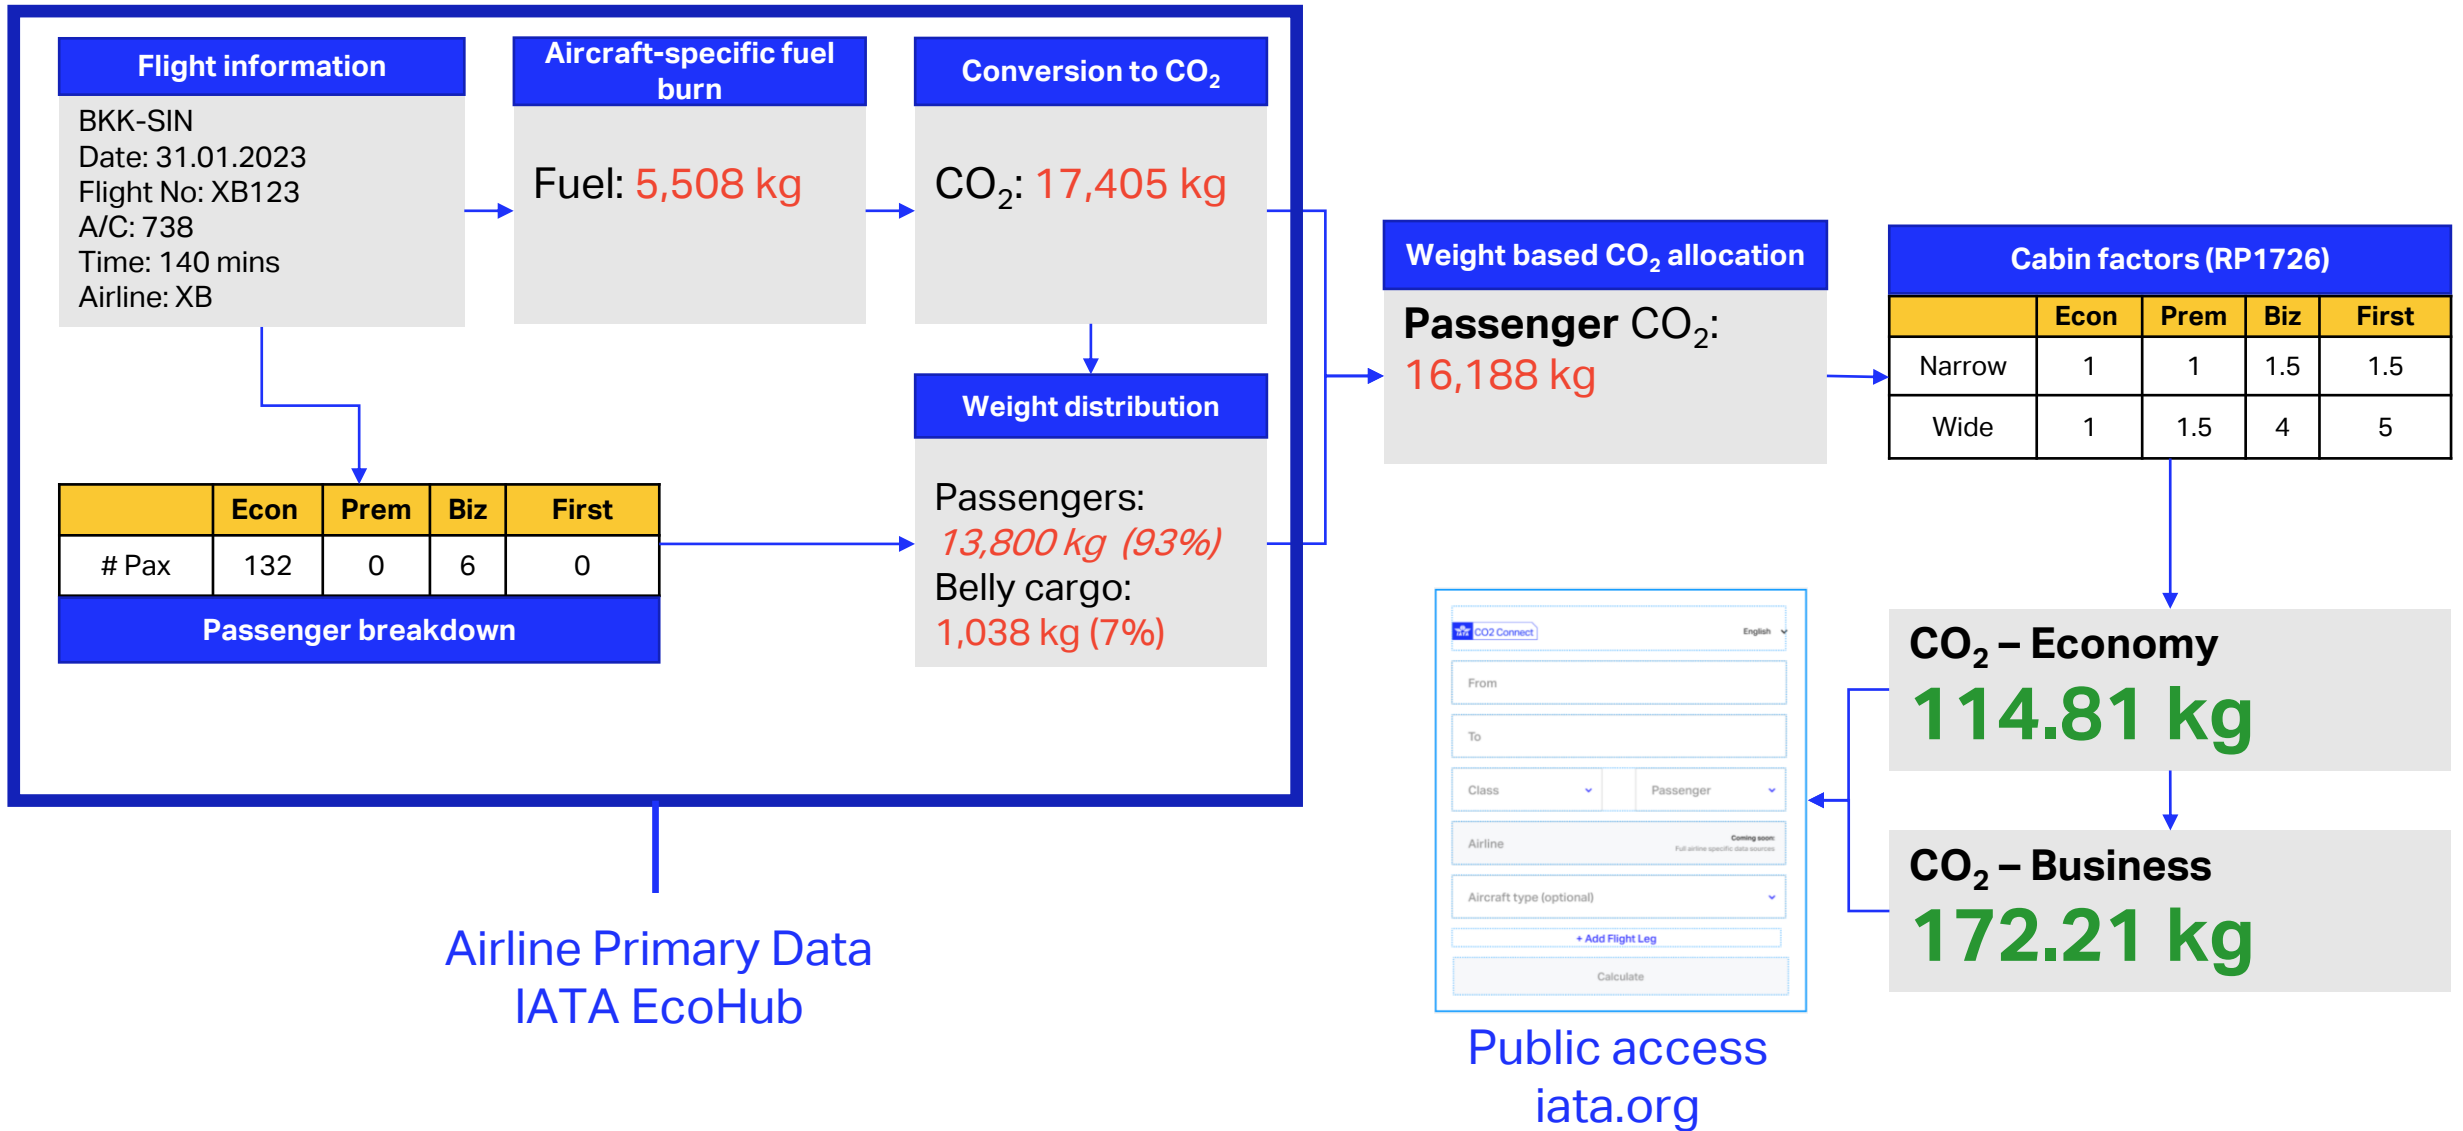 Flight information
BKK-SIN
Date: 31.01.2023
Flight No: XB123
A/C: 738
Time: 140 mins
Airline: XB
Aircraft-specific fuel
burn
Fuel: 5,508 kg
Conversion to CO₂
CO₂: 17,405 kg
Econ Prem Biz First
# Pax 132 0 6 0
Passenger breakdown
Weight distribution
Passengers:
13,800 kg (93%)
Belly cargo:
1,038 kg (7%)
Airline Primary Data
IATA EcoHub
Weight based CO₂ allocation
Passenger CO₂:
16,188 kg
Cabin factors (RP1726)
Econ Prem Biz First
Narrow 1 1 1.5 1.5
Wide 1 1.5 4 5
CO₂ – Economy
114.81 kg
CO₂ – Business
172.21 kg
IATA CO2 Connect English
From
To
Class Passenger
Airline Coming soon:
Full airline specific data sources
Aircraft type (optional)
+ Add Flight Leg
Calculate
Public access
iata.org